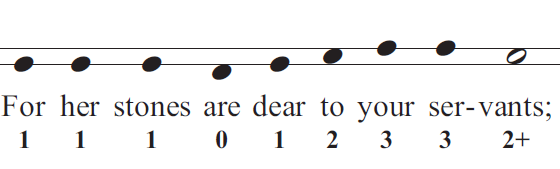 For her stones are dear to your ser-vants;
1 1 1 0 1 2 3 3 2+